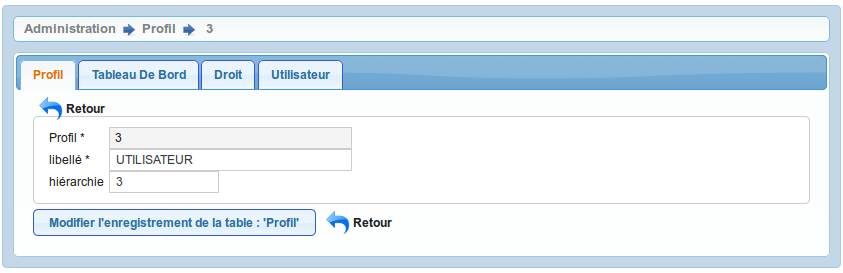 Administration Profil 3
Profil Tableau De Bord Droit Utilisateur
Retour
Profil * 3
libellé * UTILISATEUR
hiérarchie 3
Modifier l'enregistrement de la table : 'Profil' Retour